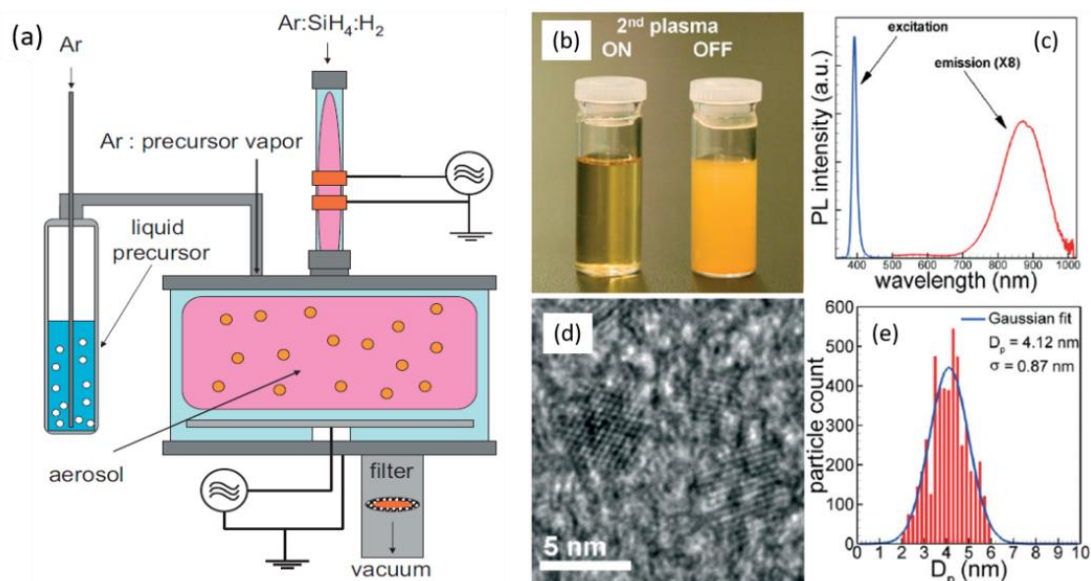 (a)
Ar
Ar:SiH4:H2
Ar : precursor vapor
liquid
precursor
aerosol
filter
vacuum
(b)
2nd plasma
ON OFF
(c)
excitation
emission (X8)
PL intensity (a.u.)
400 500 600 700 800 900 1000
wavelength (nm)
(d)
5 nm
(e)
Gaussian fit
Dp = 4.12 nm
σ = 0.87 nm
particle count
600
500
400
300
200
100
0
0 1 2 3 4 5 6 7 8 9 10
Dp (nm)